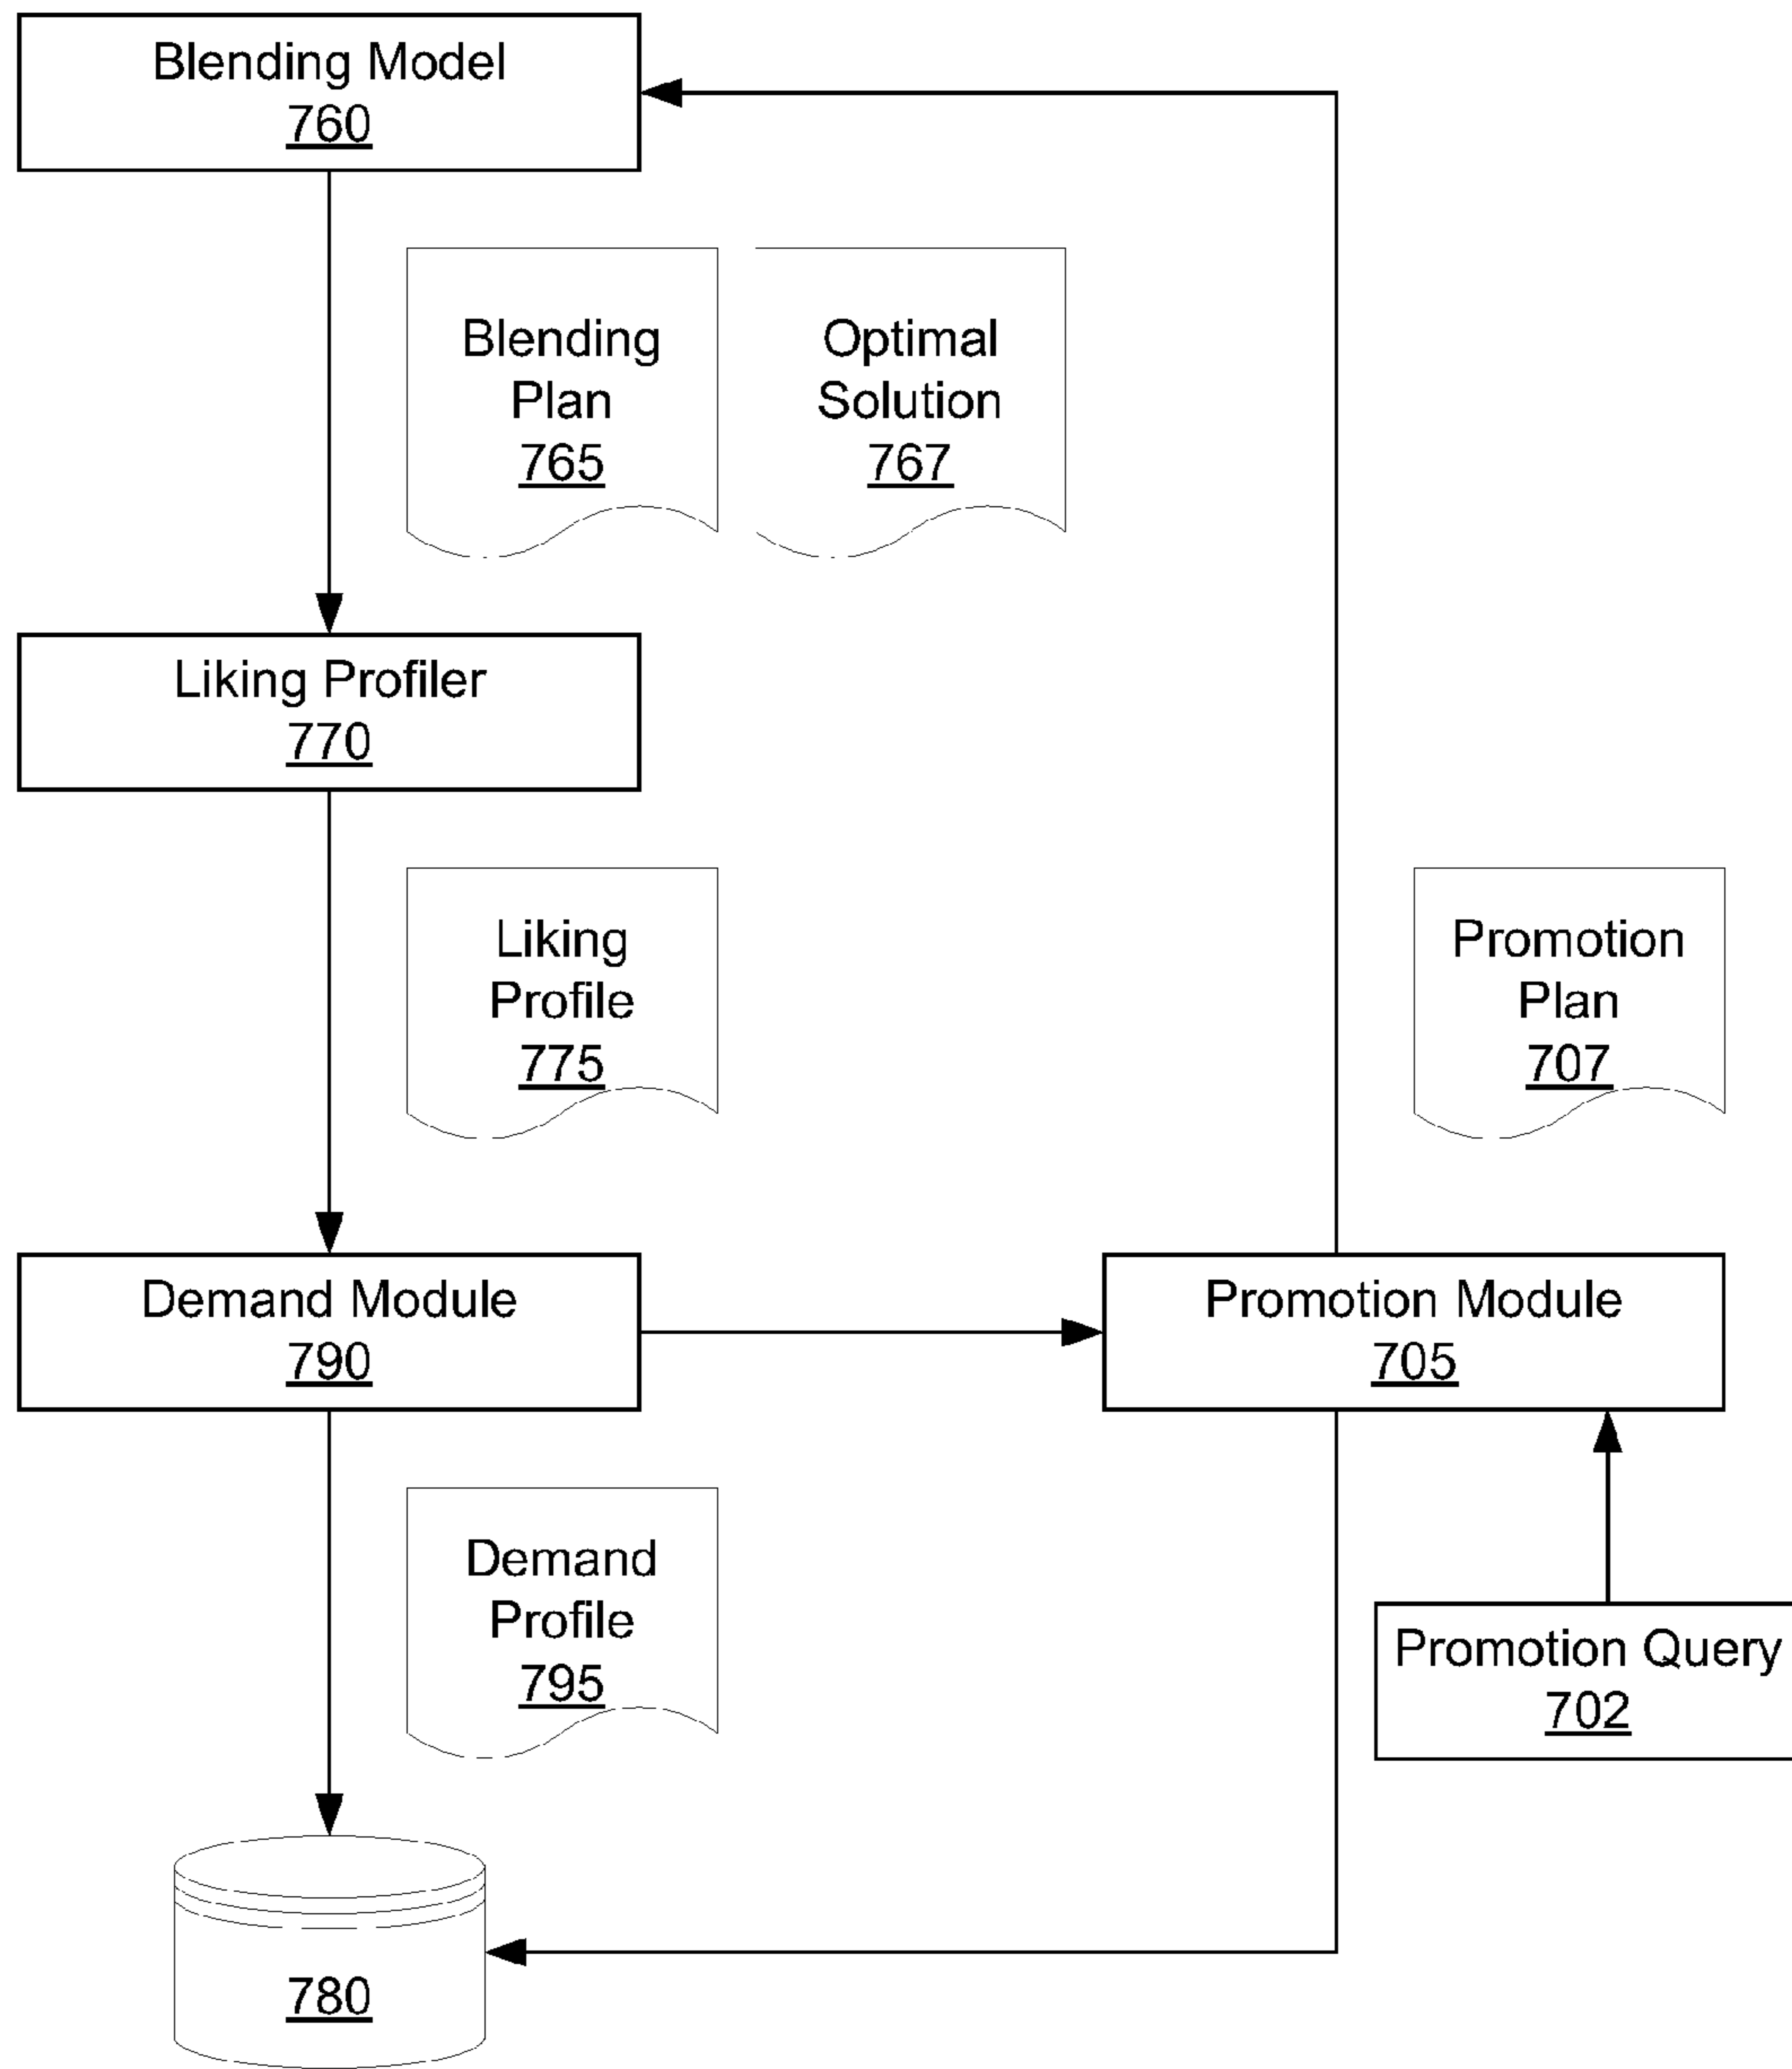 Blending Model
760
Blending
Plan
765
Optimal
Solution
767
Liking Profiler
770
Liking
Profile
775
Promotion
Plan
707
Demand Module
790
Promotion Module
705
Demand
Profile
795
Promotion Query
702
780